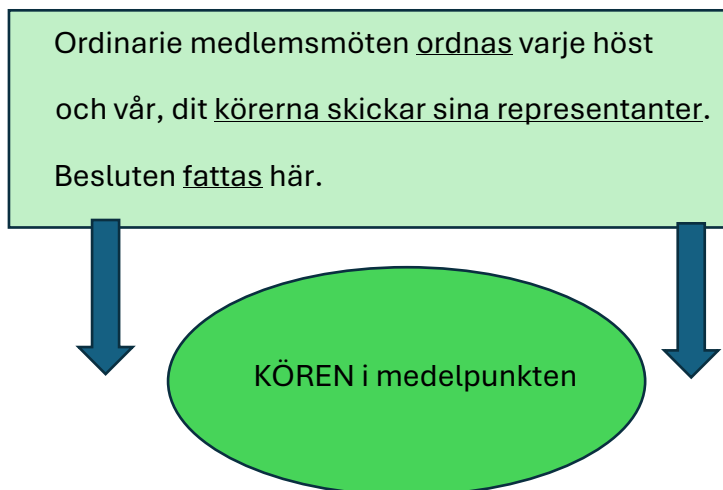 Ordinarie medlemsmöten ordnas varje höst
och vår, dit körerna skickar sina representanter.
Besluten fattas här.
KÖREN i medelpunkten